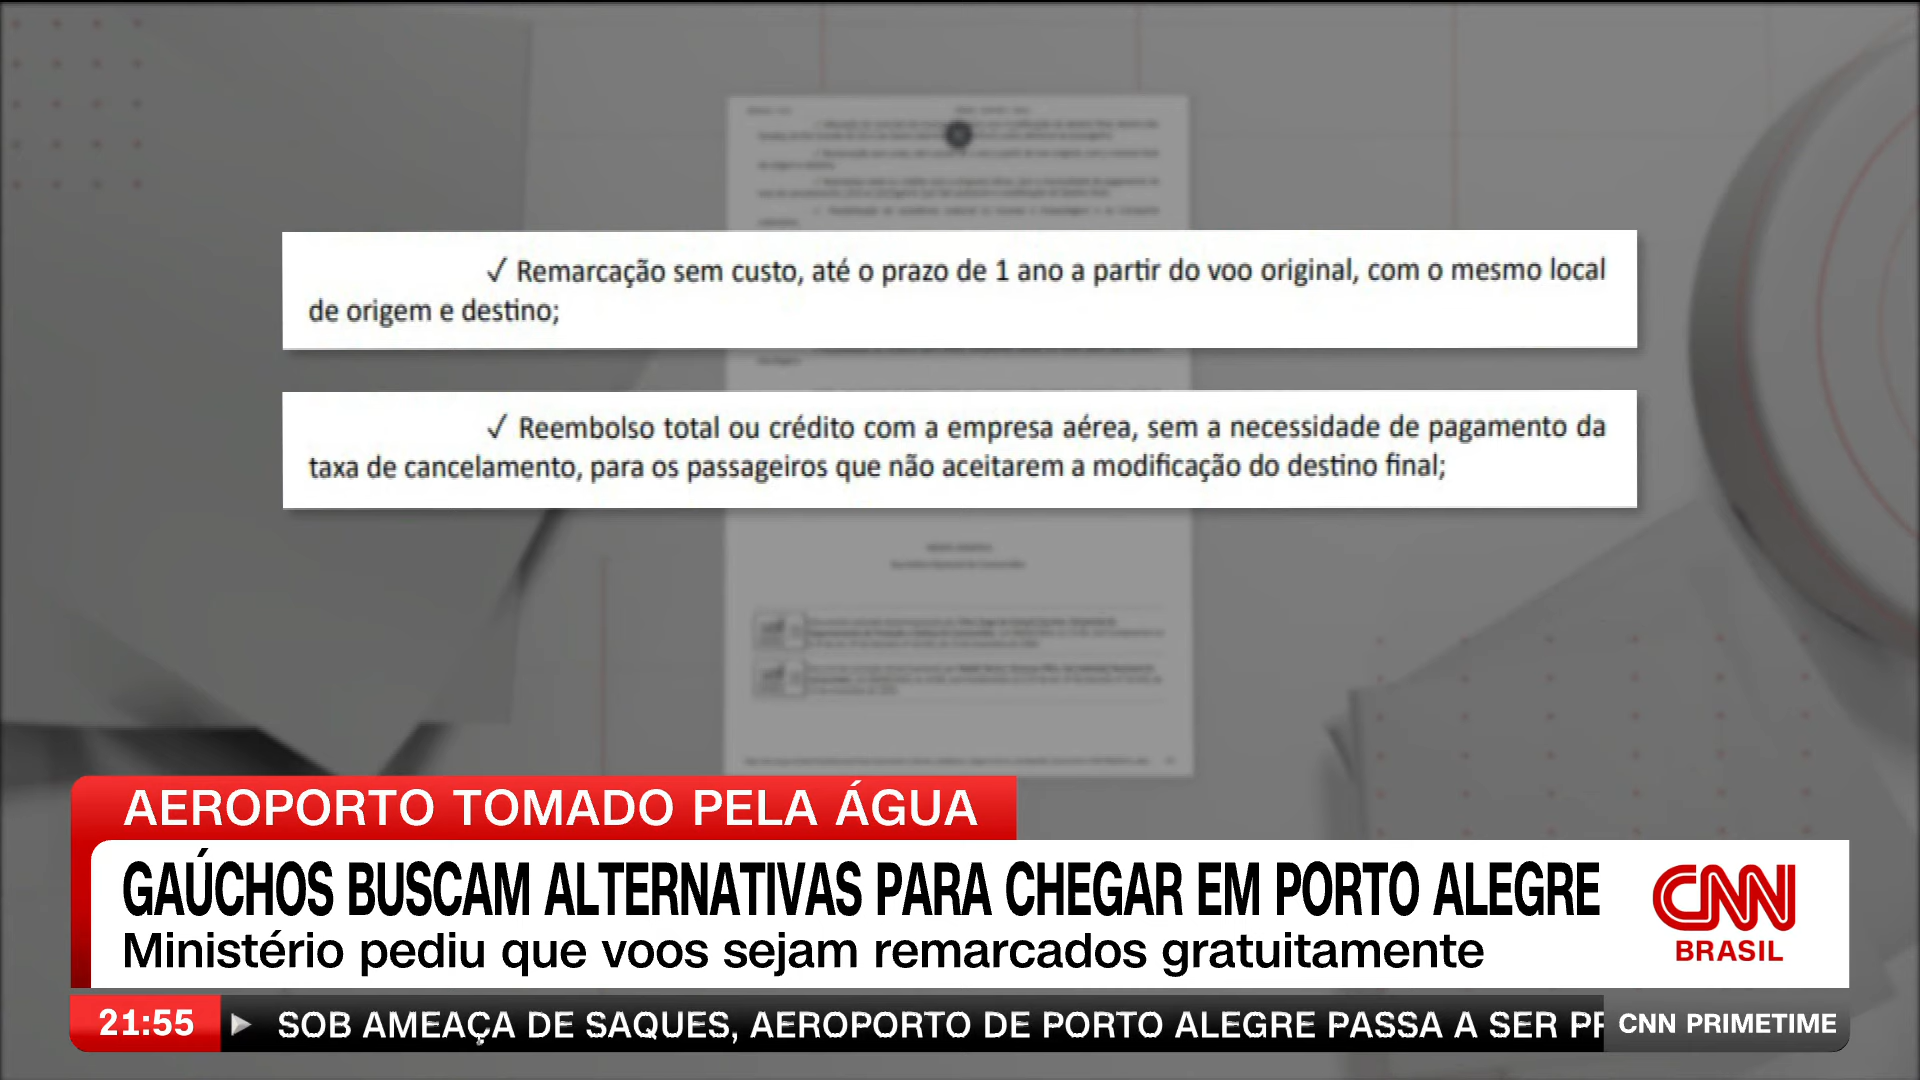 ✓ Remarcação sem custo, até o prazo de 1 ano a partir do voo original, com o mesmo local
de origem e destino;
✓ Reembolso total ou crédito com a empresa aérea, sem a necessidade de pagamento da
taxa de cancelamento, para os passageiros que não aceitarem a modificação do destino final;
AEROPORTO TOMADO PELA ÁGUA
GAÚCHOS BUSCAM ALTERNATIVAS PARA CHEGAR EM PORTO ALEGRE
Ministério pediu que voos sejam remarcados gratuitamente
CNN
BRASIL
21:55
SOB AMEAÇA DE SAQUES, AEROPORTO DE PORTO ALEGRE PASSA A SER
CNN PRIMETIME